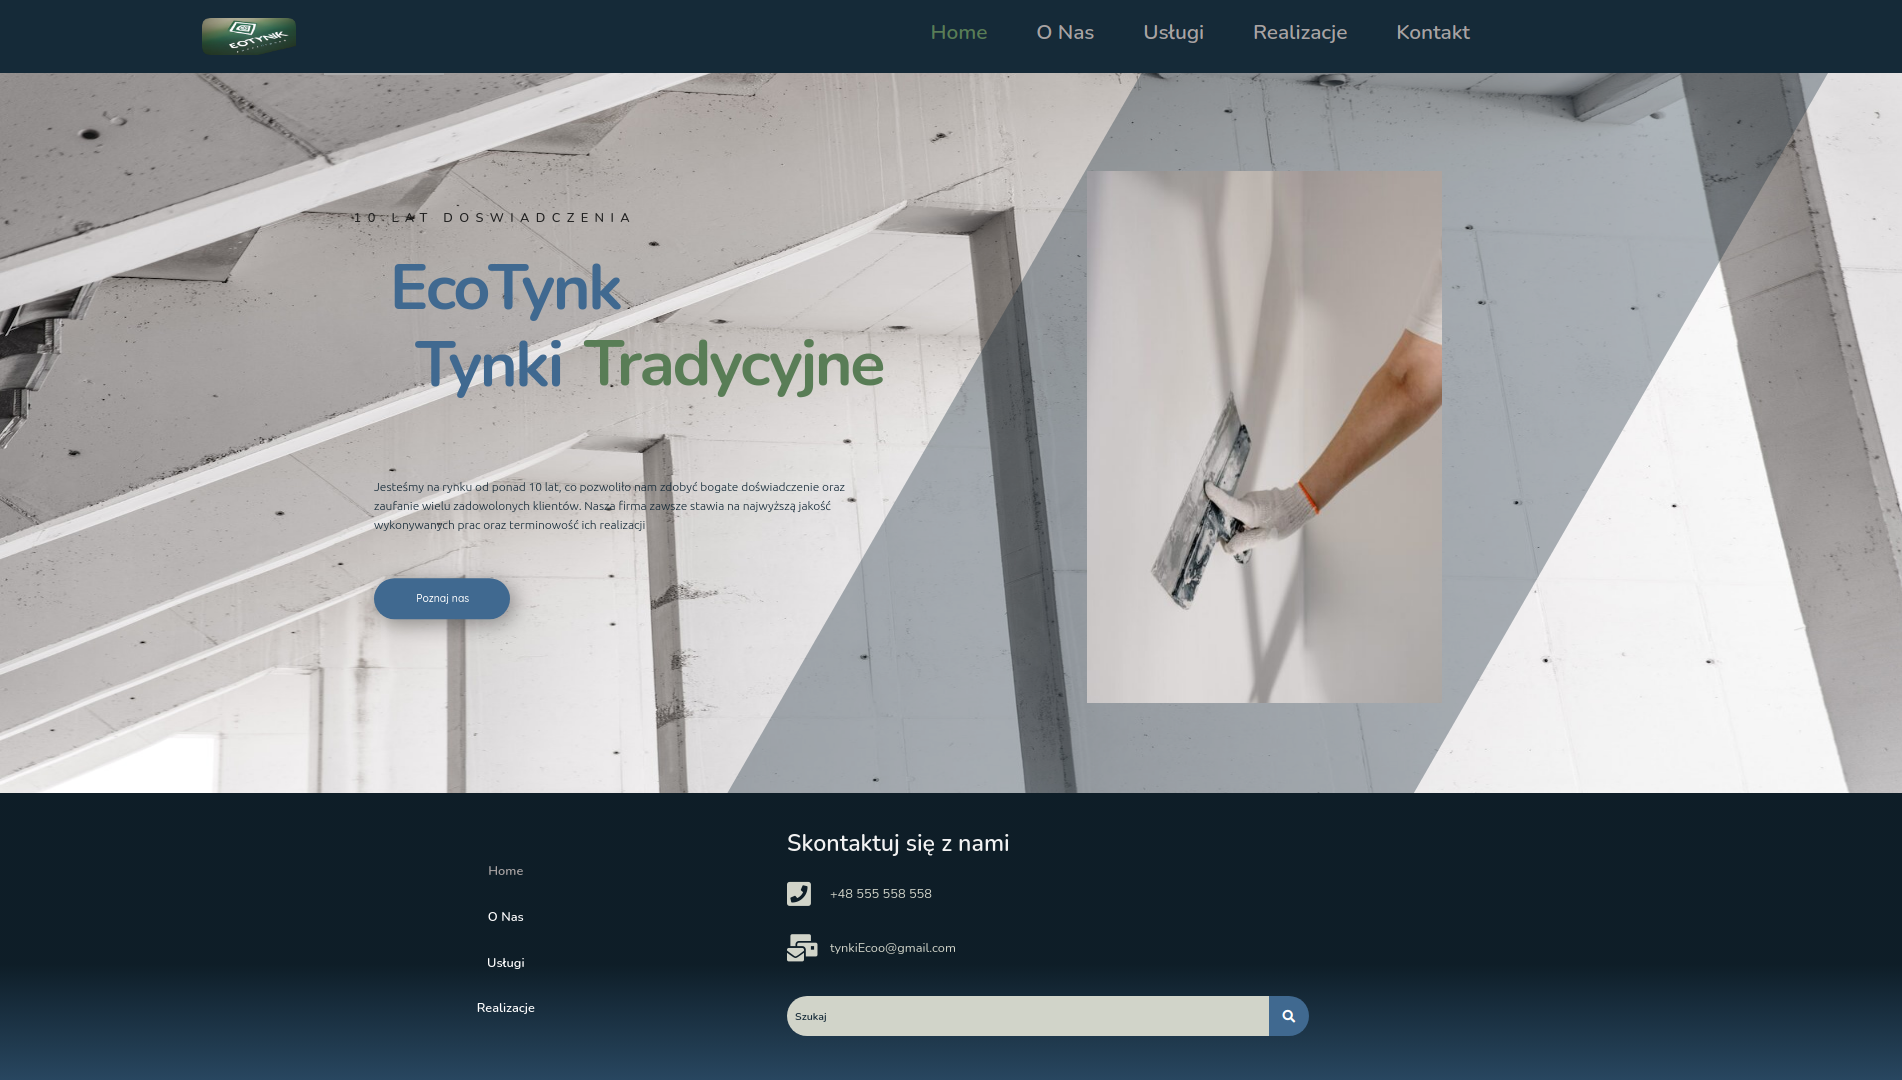 EOTYNIK
Home O Nas Usługi Realizacje Kontakt
10 LAT DOSWIADCZENIA
EcoTynk
Tynki Tradycyjne
Jesteśmy na rynku od ponad 10 lat, co pozwoliło nam zdobyć bogate doświadczenie oraz
zaufanie wielu zadowolonych klientów. Nasza firma zawsze stawia na najwyższą jakość
wykonywanych prac oraz terminowość ich realizacji
Poznaj nas
Skontaktuj się z nami
Home
+48 555 558 558
O Nas
tynkiEcoo@gmail.com
Usługi
Realizacje
Szukaj